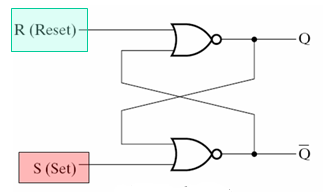 R (Reset)
Q
S (Set)
Q̅